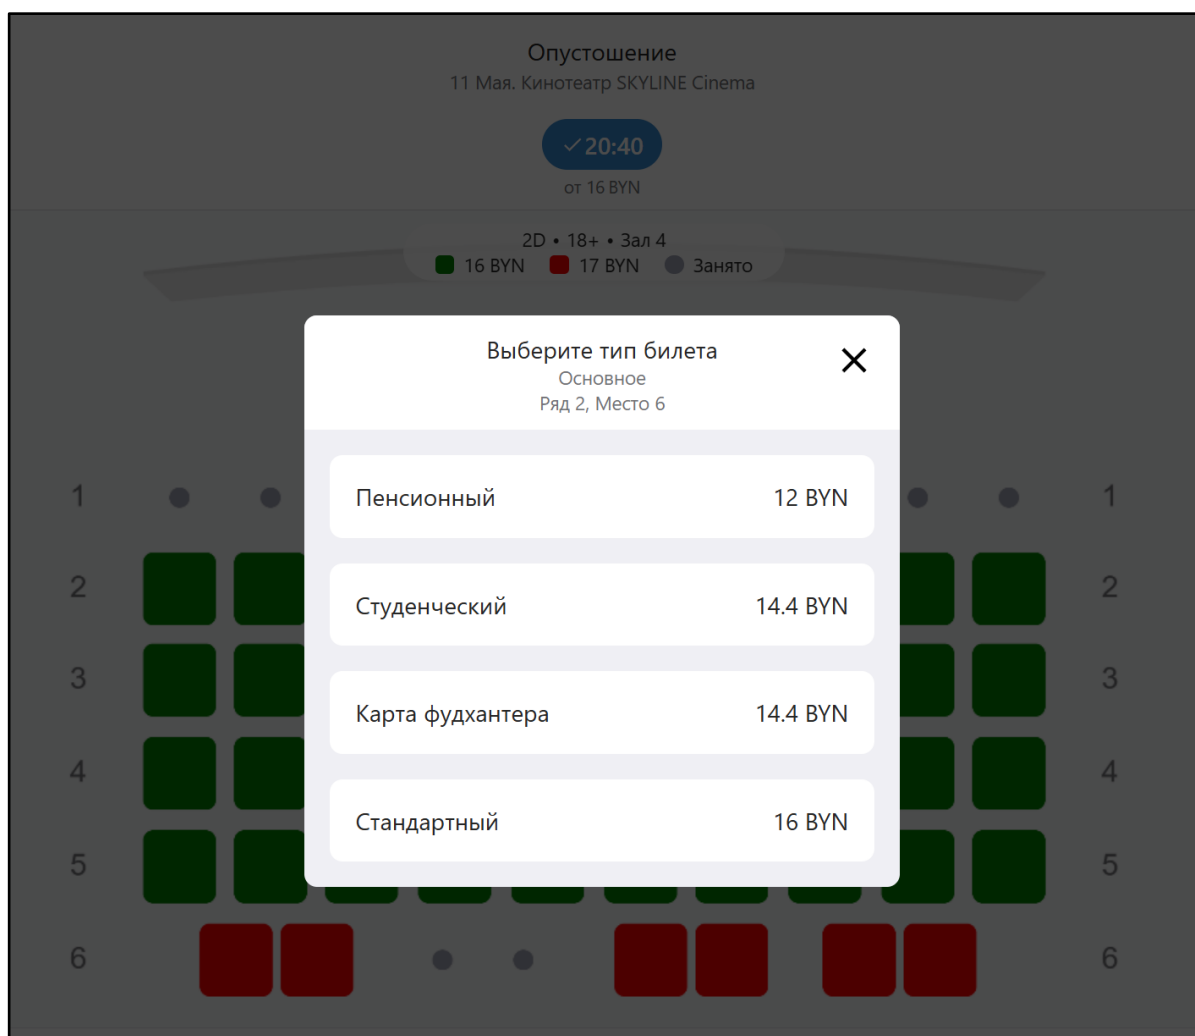 Опустошение
11 Мая. Кинотеатр SKYLINE Cinema
20:40
от 16 BYN
2D • 18+ • Зал 4
16 BYN 17 BYN Занято
Выберите тип билета
Основное
Ряд 2, Место 6
Пенсионный 12 BYN
Студенческий 14.4 BYN
Карта фудхантера 14.4 BYN
Стандартный 16 BYN
1 1
2 2
3 3
4 4
5 5
6 6